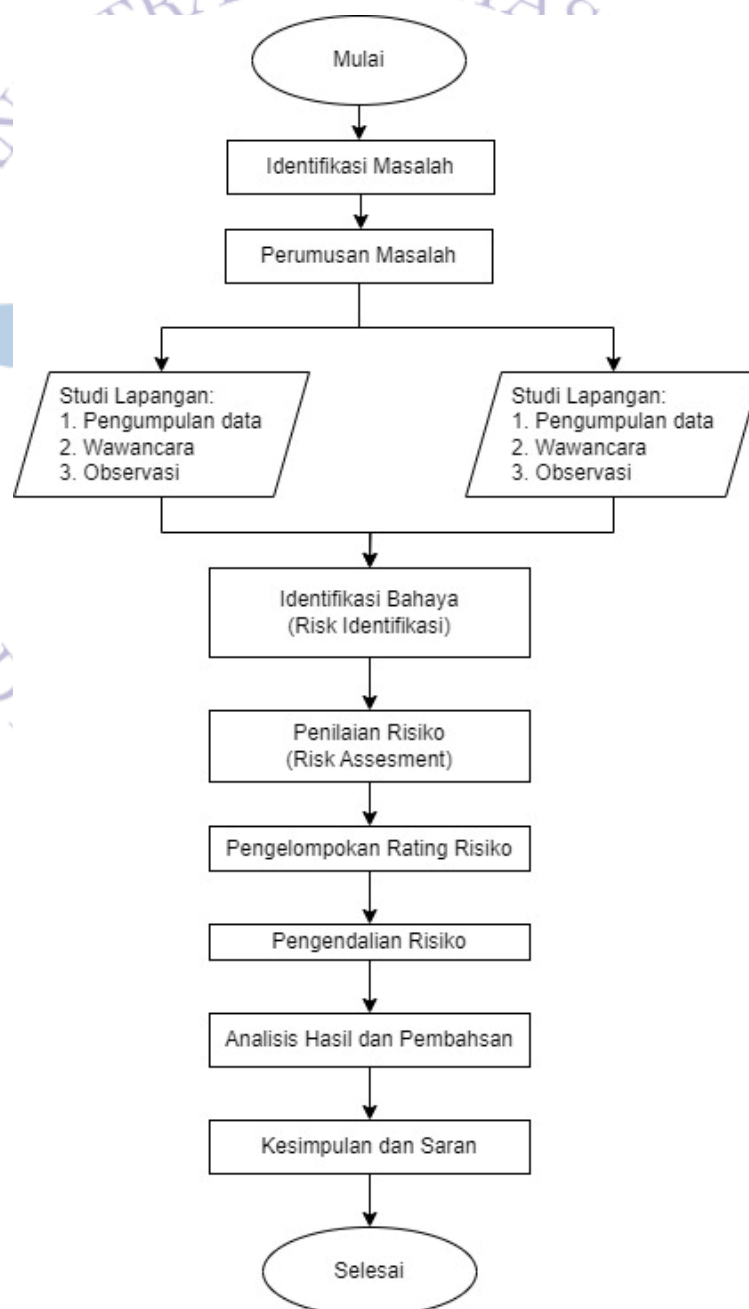 Mulai
Identifikasi Masalah
Perumusan Masalah
Studi Lapangan:
1. Pengumpulan data
2. Wawancara
3. Observasi
Studi Lapangan:
1. Pengumpulan data
2. Wawancara
3. Observasi
Identifikasi Bahaya
(Risk Identifikasi)
Penilaian Risiko
(Risk Assesment)
Pengelompokan Rating Risiko
Pengendalian Risiko
Analisis Hasil dan Pembahsan
Kesimpulan dan Saran
Selesai